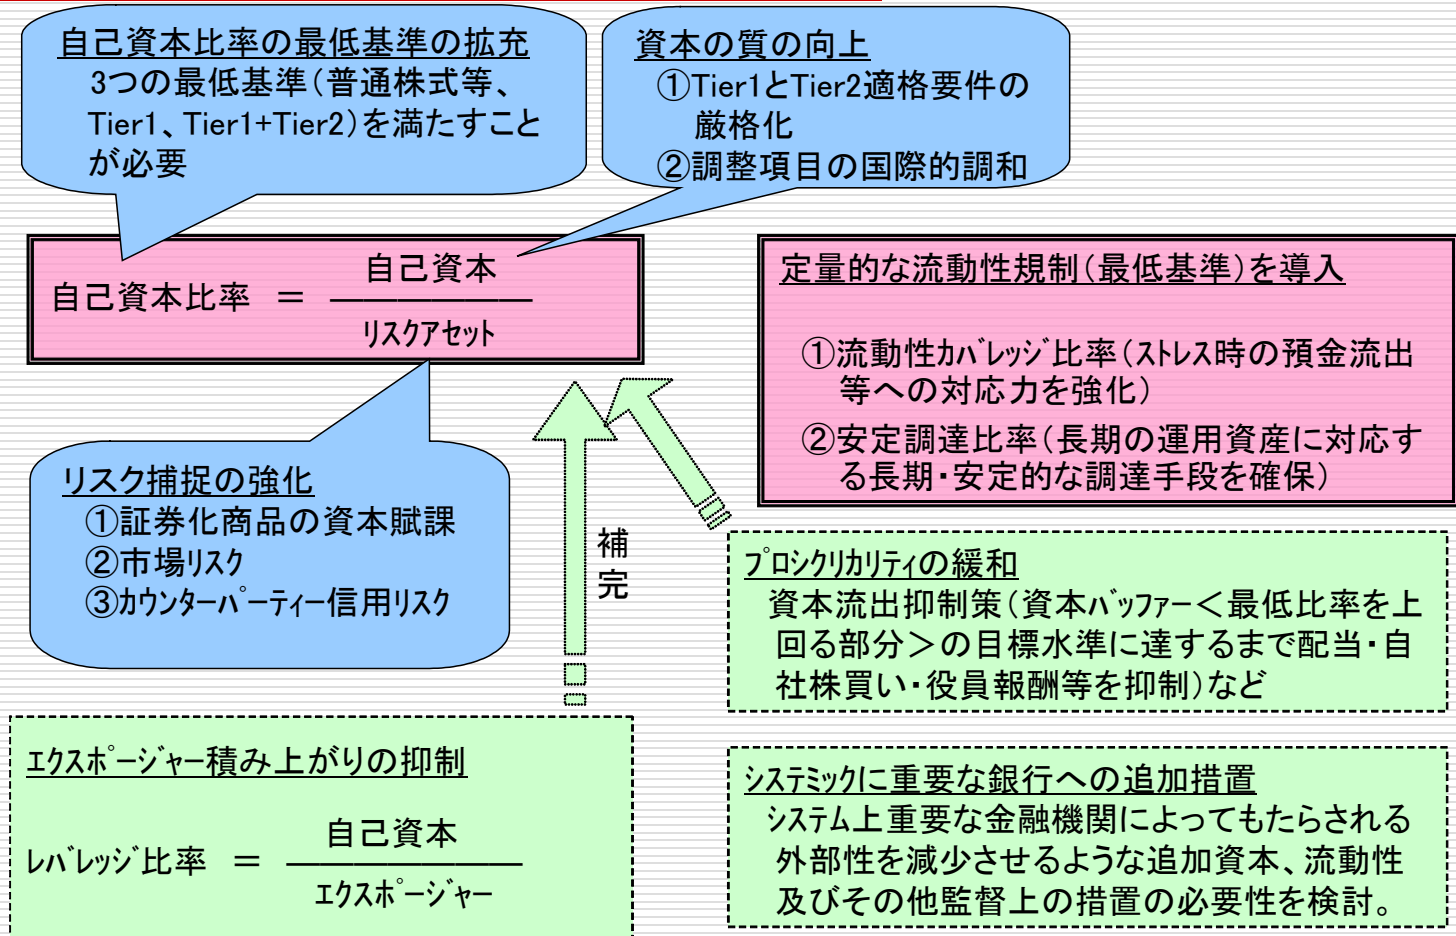 自己資本比率の最低基準の拡充
3つの最低基準（普通株式等、
Tier1、Tier1+Tier2）を満たすこと
が必要
資本の質の向上
①Tier1とTier2適格要件の
厳格化
②調整項目の国際的調和
自己資本比率 ＝ 自己資本
リスクアセット
定量的な流動性規制（最低基準）を導入
①流動性ｶﾊﾞﾚｯｼﾞ比率（ｽﾄﾚｽ時の預金流出
等への対応力を強化）
②安定調達比率（長期の運用資産に対応す
る長期・安定的な調達手段を確保）
リスク捕捉の強化
①証券化商品の資本賦課
②市場リスク
③ｶｳﾝﾀｰﾊﾟｰﾃｨｰ信用リスク
補
完
ﾌﾟﾛｼｸﾘｶﾘﾃｨの緩和
資本流出抑制策（資本ﾊﾞｯﾌｧｰ＜最低比率を上
回る部分＞の目標水準に達するまで配当・自
社株買い・役員報酬等を抑制）など
ｴｸｽﾎﾟｰｼﾞｬｰ積み上がりの抑制
ﾚﾊﾞﾚｯｼﾞ比率 ＝ 自己資本
ｴｸｽﾎﾟｰｼﾞｬｰ
ｼｽﾃﾐｯｸに重要な銀行への追加措置
ｼｽﾃﾑ上重要な金融機関によってもたらされる
外部性を減少させるような追加資本、流動性
及びその他監督上の措置の必要性を検討。